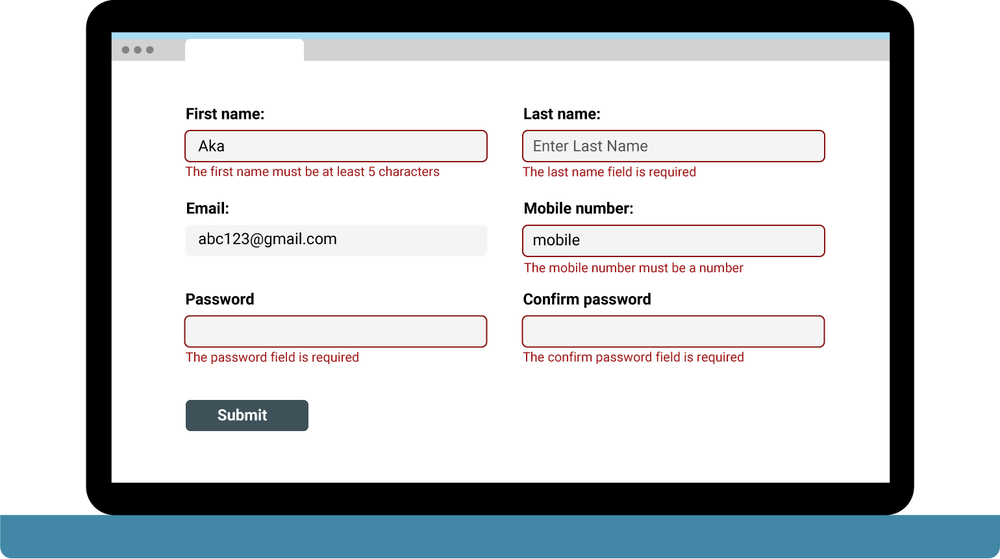 First name:
Last name:
Aka
Enter Last Name
The first name must be at least 5 characters
The last name field is required
Email:
Mobile number:
abc123@gmail.com
mobile
The mobile number must be a number
Password
Confirm password
The password field is required
The confirm password field is required
Submit